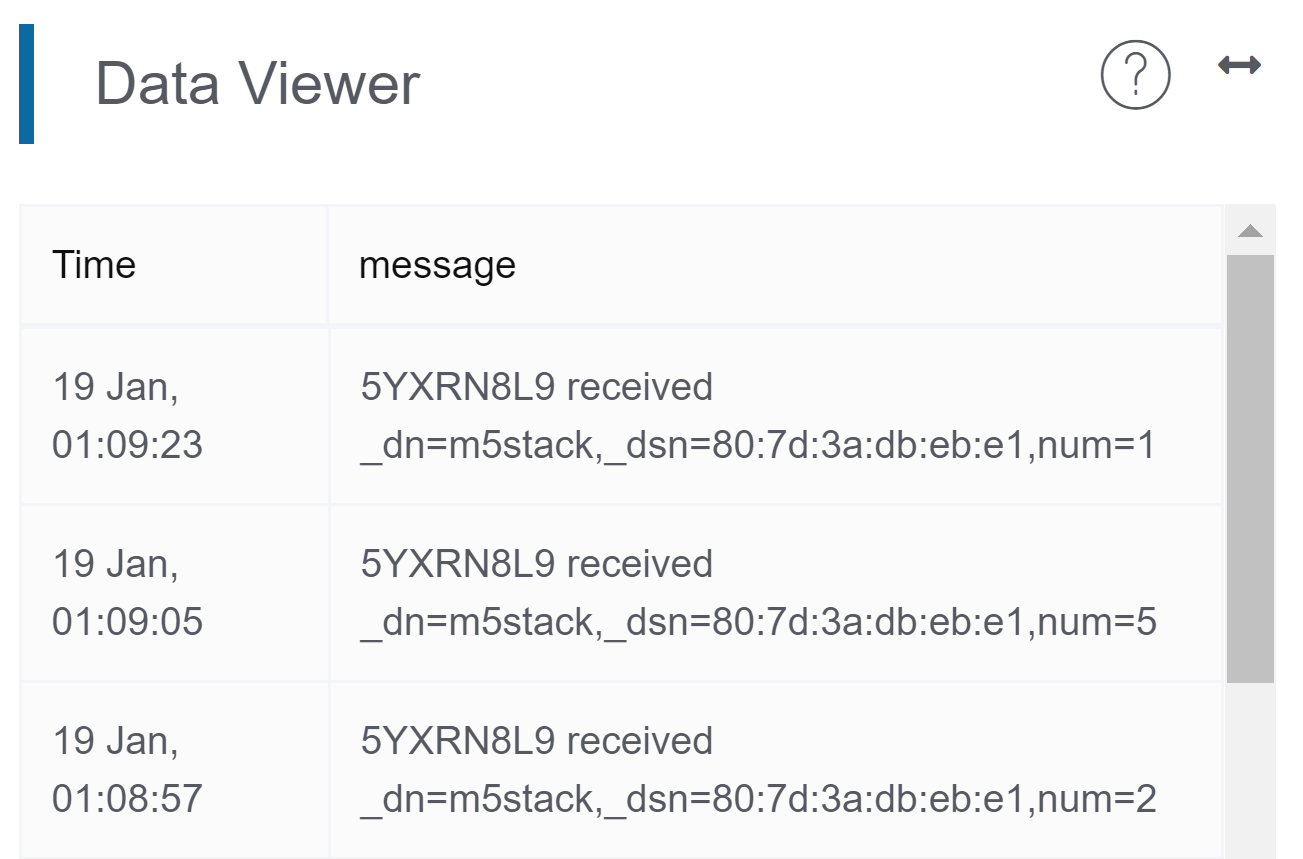 Data Viewer
?
Time
message
19 Jan,
01:09:23
5YXRN8L9 received
_dn=m5stack,_dsn=80:7d:3a:db:eb:e1,num=1
19 Jan,
01:09:05
5YXRN8L9 received
_dn=m5stack,_dsn=80:7d:3a:db:eb:e1,num=5
19 Jan,
01:08:57
5YXRN8L9 received
_dn=m5stack,_dsn=80:7d:3a:db:eb:e1,num=2